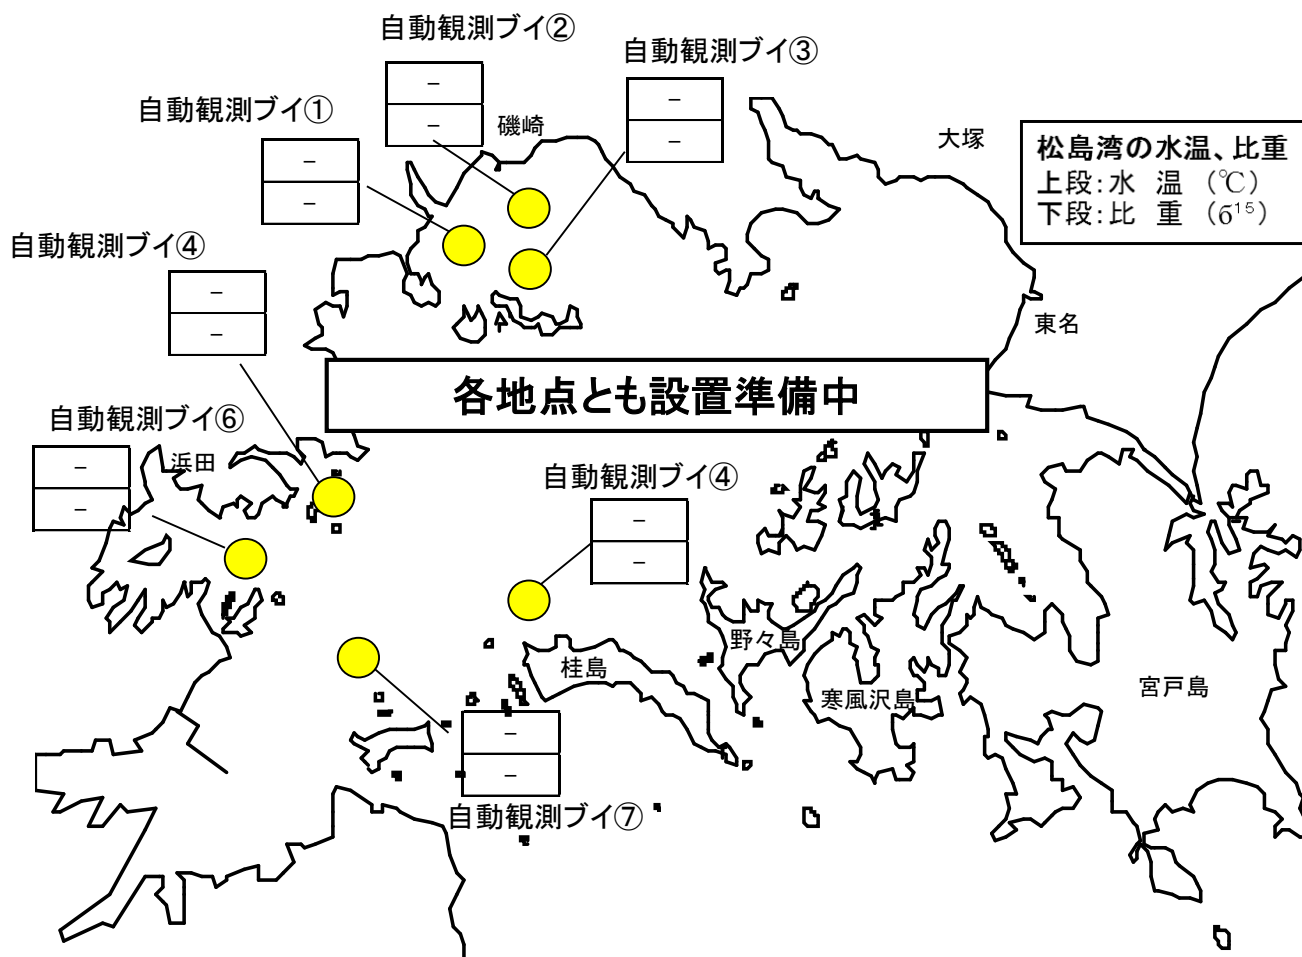 自動観測ブイ②
–
–
自動観測ブイ③
–
–
自動観測ブイ①
–
–
磯崎
大塚
松島湾の水温、比重
上段:水 温 (℃)
下段:比 重 (б¹⁵)
自動観測ブイ④
–
–
東名
各地点とも設置準備中
自動観測ブイ⑥
–
–
浜田
自動観測ブイ④
–
–
野々島
桂島
寒風沢島
宮戸島
–
–
自動観測ブイ⑦